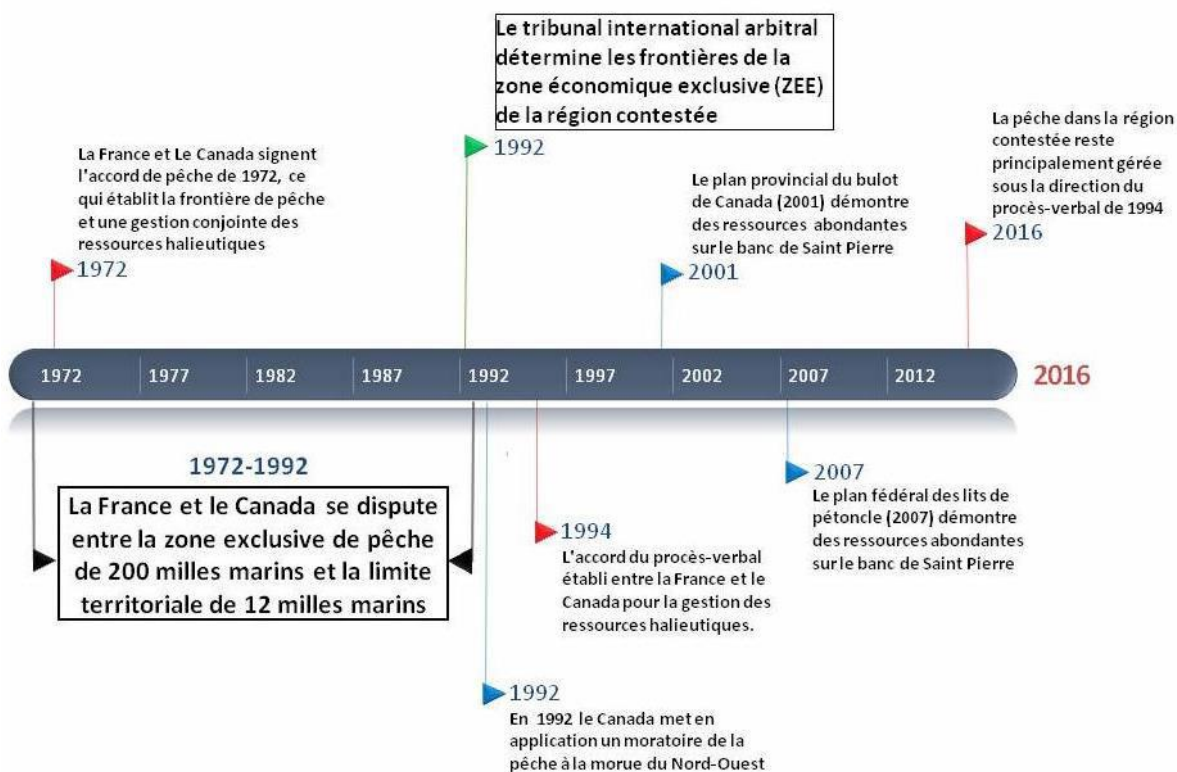 Le tribunal international arbitral
détermine les frontières de la
zone économique exclusive (ZEE)
de la région contestée
1992
La France et Le Canada signent
l'accord de pêche de 1972, ce
qui établit la frontière de pêche
et une gestion conjointe des
ressources halieutiques
1972
Le plan provincial du bulot
de Canada (2001) démontre
des ressources abondantes
sur le banc de Saint Pierre
2001
La pêche dans la région
contestée reste
principalement gérée
sous la direction du
procès-verbal de 1994
2016
1972 1977 1982 1987 1992 1997 2002 2007 2012 2016
1972-1992
La France et le Canada se dispute
entre la zone exclusive de pêche
de 200 milles marins et la limite
territoriale de 12 milles marins
1994
L'accord du procès-verbal
établi entre la France et le
Canada pour la gestion des
ressources halieutiques.
2007
Le plan fédéral des lits de
pétoncle (2007) démontre
des ressources abondantes
sur le banc de Saint Pierre
1992
En 1992 le Canada met en
application un moratoire de la
pêche à la morue du Nord-Ouest